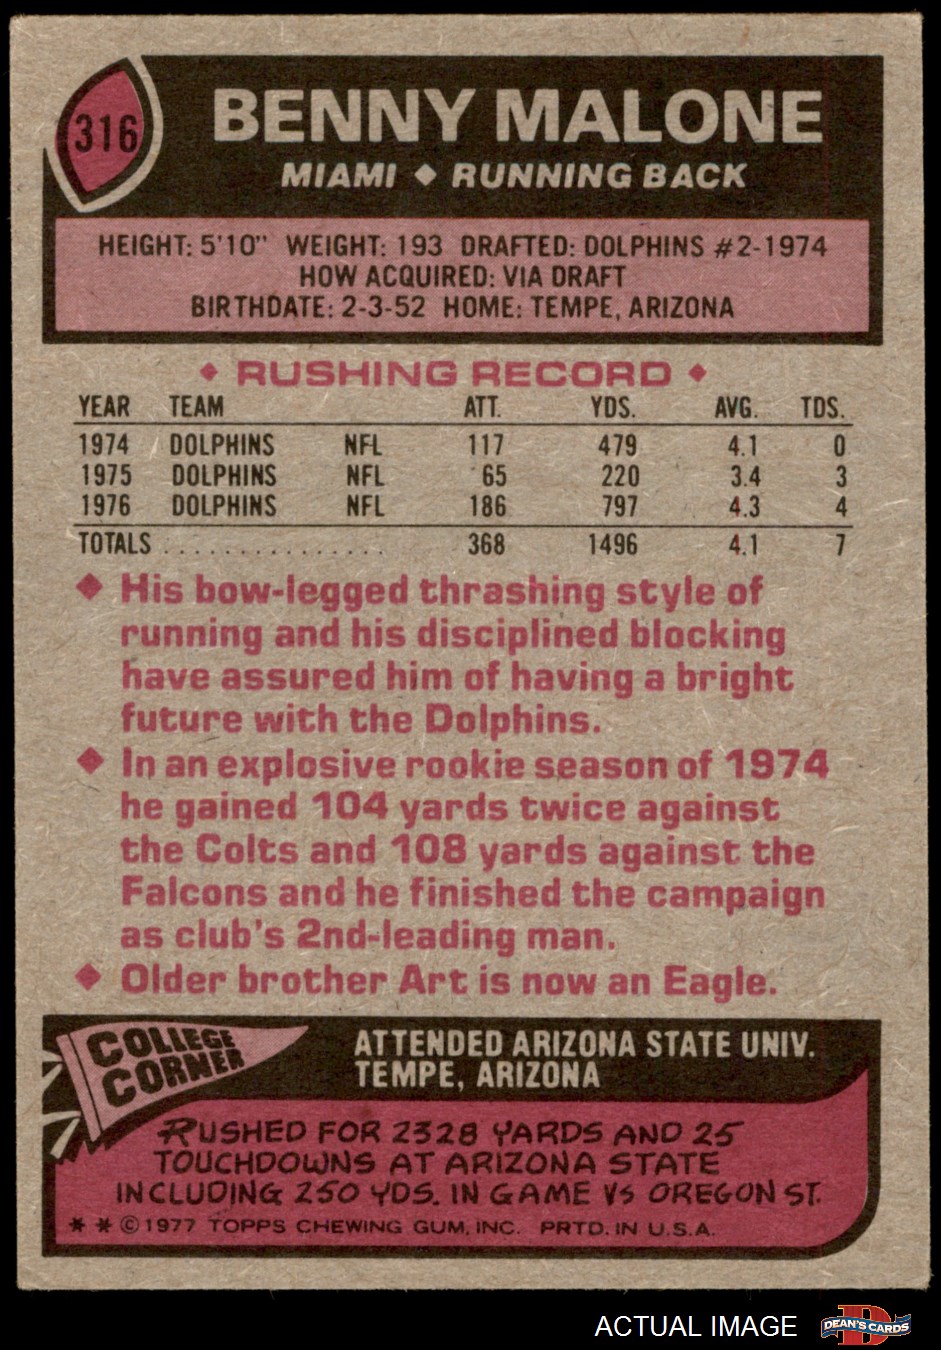 316
BENNY MALONE
MIAMI ♦ RUNNING BACK
HEIGHT: 5'10" WEIGHT: 193 DRAFTED: DOLPHINS #2-1974
HOW ACQUIRED: VIA DRAFT
BIRTHDATE: 2-3-52 HOME: TEMPE, ARIZONA
♦ RUSHING RECORD ♦
YEAR TEAM ATT. YDS. AVG. TDS.
1974 DOLPHINS NFL 117 479 4.1 0
1975 DOLPHINS NFL 65 220 3.4 3
1976 DOLPHINS NFL 186 797 4.3 4
TOTALS . . . . . . . . . . . . . . . 368 1496 4.1 7
♦ His bow-legged thrashing style of
running and his disciplined blocking
have assured him of having a bright
future with the Dolphins.
♦ In an explosive rookie season of 1974
he gained 104 yards twice against
the Colts and 108 yards against the
Falcons and he finished the campaign
as club's 2nd-leading man.
♦ Older brother Art is now an Eagle.
COLLEGE
CORNER
ATTENDED ARIZONA STATE UNIV.
TEMPE, ARIZONA
RUSHED FOR 2328 YARDS AND 25
TOUCHDOWNS AT ARIZONA STATE
INCLUDING 250 YDS. IN GAME VS OREGON ST.
* * © 1977 TOPPS CHEWING GUM, INC. PRTD. IN U.S.A.
ACTUAL IMAGE
D
DEAN'S CARDS